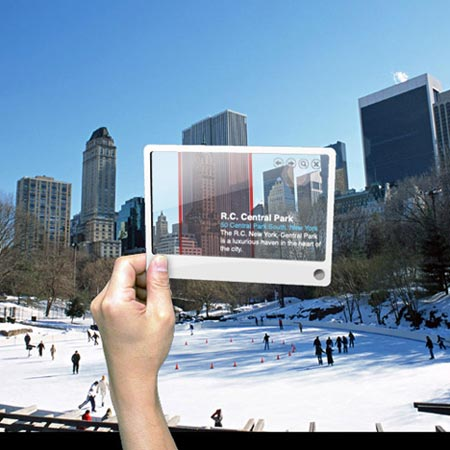 R.C. Central Park
50 Central Park South, New York
The R.C. New York, Central Park
is a luxurious haven in the heart of
the city.